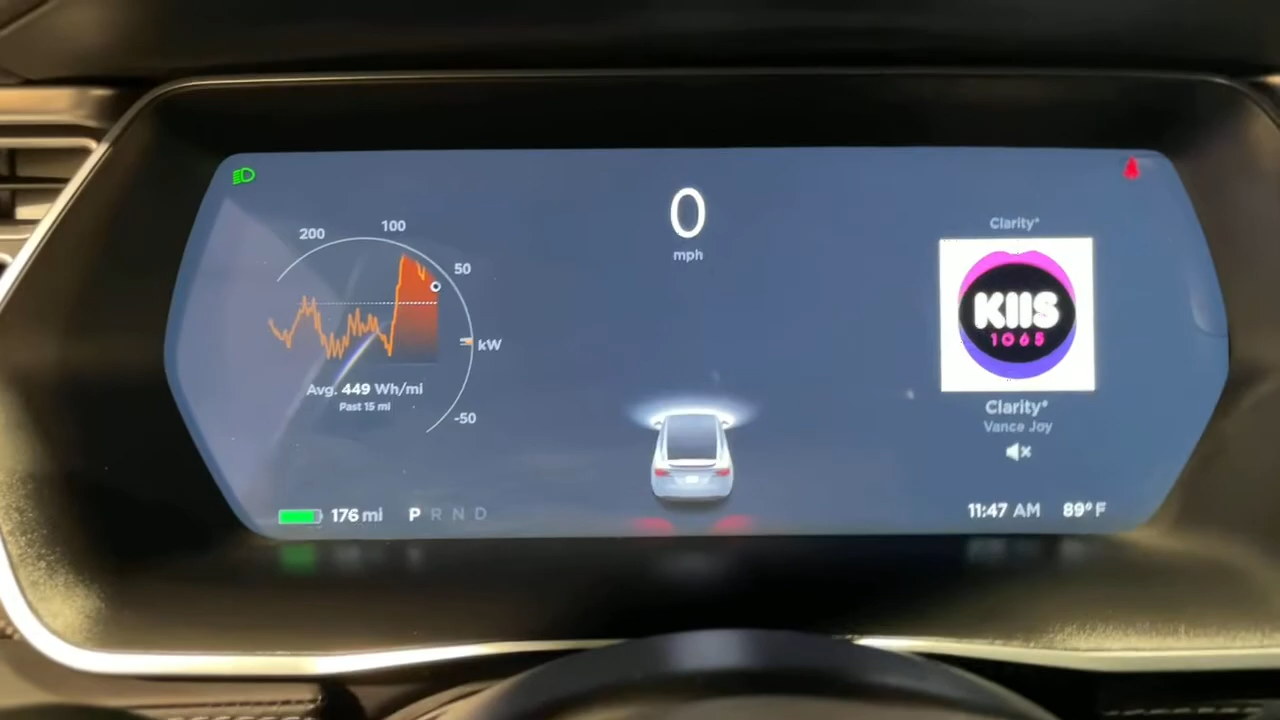 0
mph
200
100
50
kW
-50
Avg. 449 Wh/mi
Past 15 mi
Clarity*
KIIS
1065
Clarity*
Vance Joy
176 mi
P R N D
11:47 AM 89° F